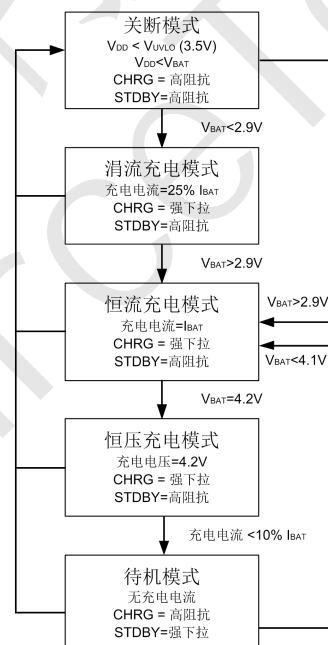 关断模式
VDD < VUVLO (3.5V)
VDD<VBAT
CHRG = 高阻抗
STDBY=高阻抗
VBAT<2.9V
涓流充电模式
充电电流=25% IBAT
CHRG = 强下拉
STDBY=高阻抗
VBAT>2.9V
恒流充电模式
充电电流=IBAT
CHRG = 强下拉
STDBY=高阻抗
VBAT>2.9V
VBAT<4.1V
VBAT=4.2V
恒压充电模式
充电电压=4.2V
CHRG = 强下拉
STDBY=高阻抗
充电电流 <10% IBAT
待机模式
无充电电流
CHRG = 高阻抗
STDBY=强下拉